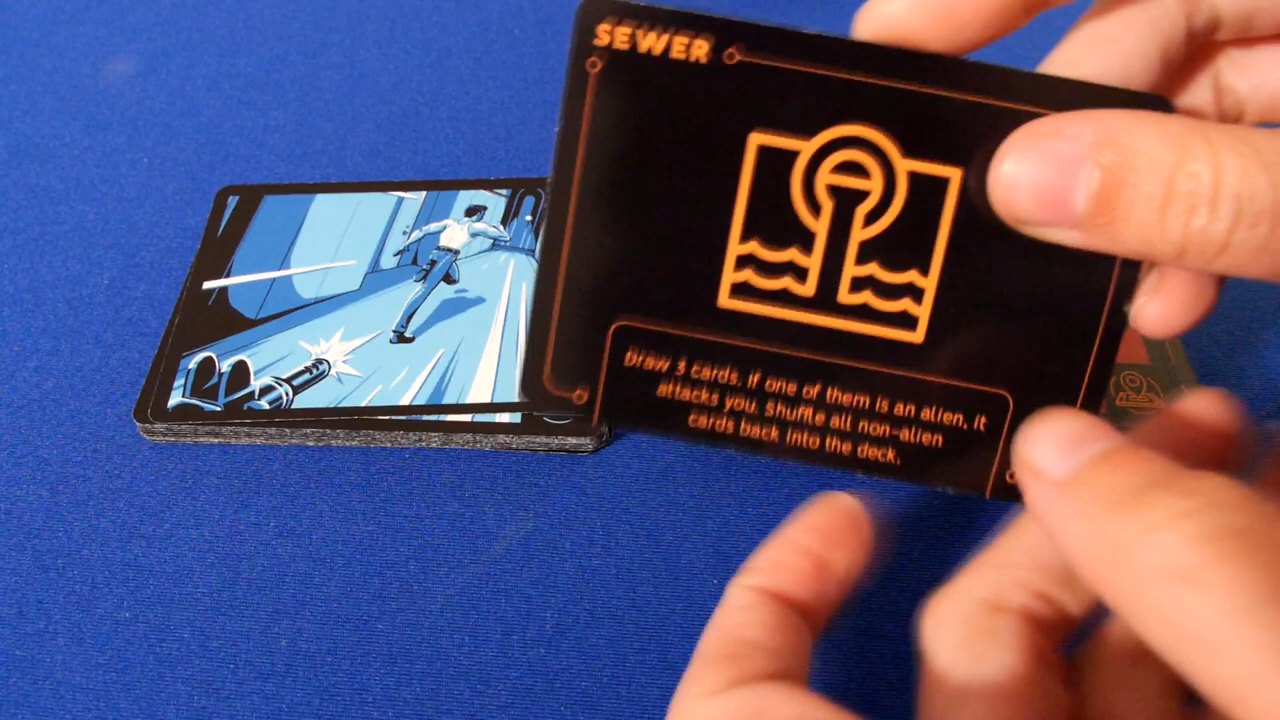 SEWER
Draw 3 cards. If one of them is an alien, it
attacks you. Shuffle all non-alien
cards back into the deck.